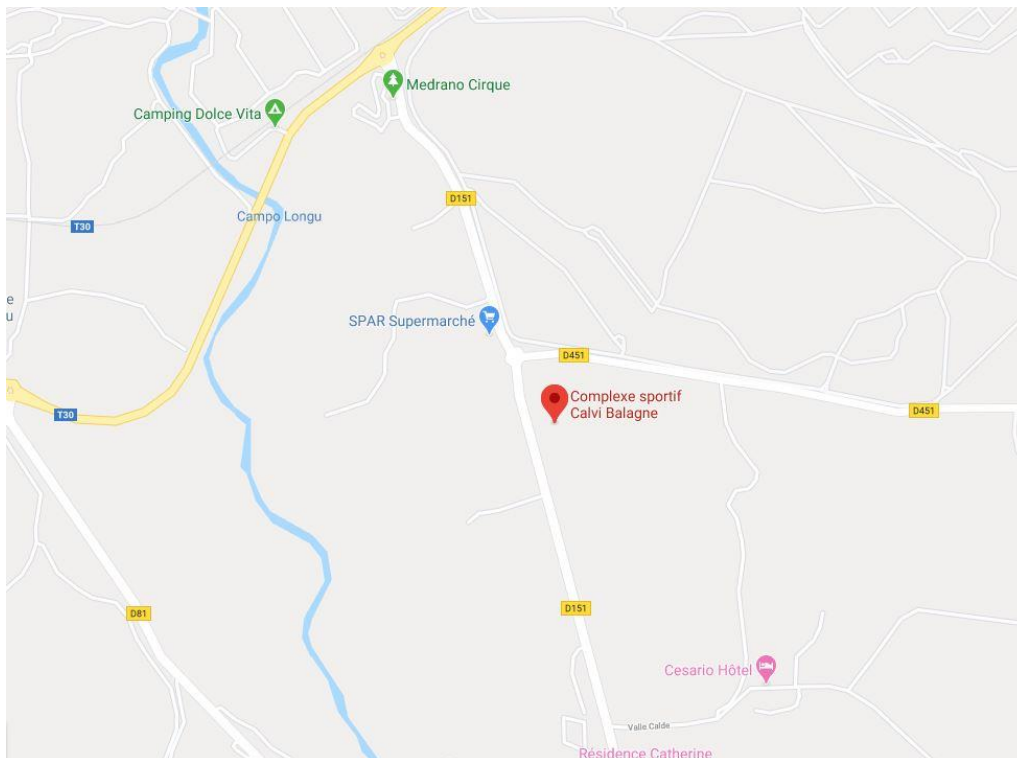 Medrano Cirque
Camping Dolce Vita
D151
Campo Longu
T30
e
u
SPAR Supermarché
D451
Complexe sportif
Calvi Balagne
D451
T30
D81
D151
Cesario Hôtel
Valle Calde
Résidence Catherine